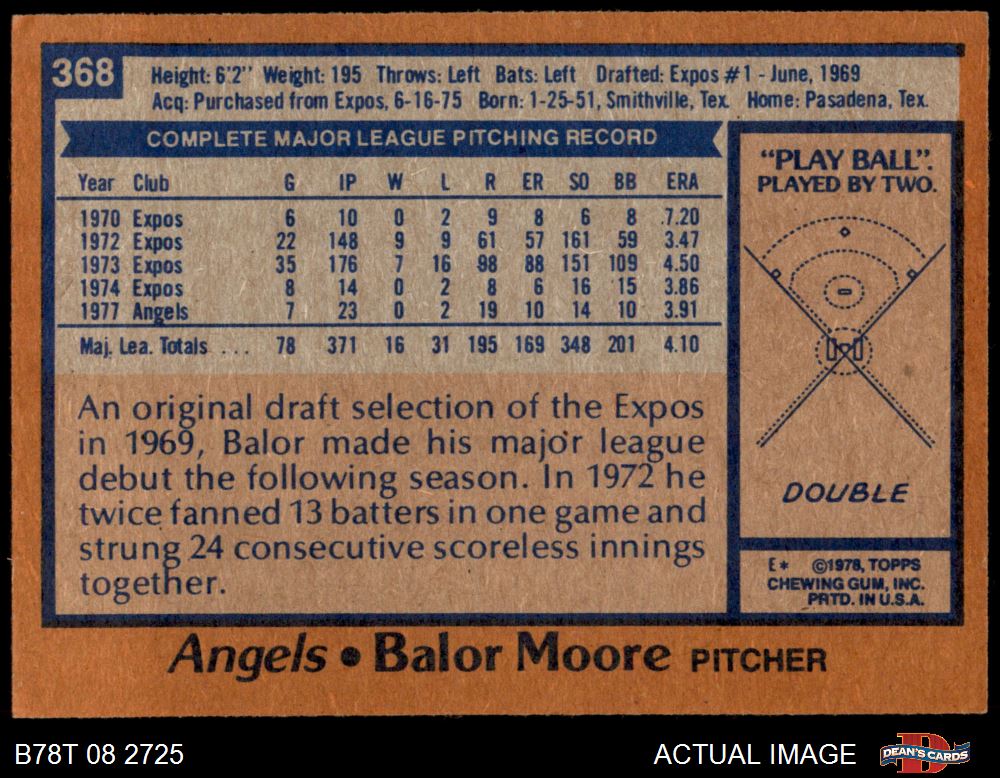 368
Height: 6'2" Weight: 195 Throws: Left Bats: Left Drafted: Expos #1 - June, 1969
Acq: Purchased from Expos, 6-16-75 Born: 1-25-51, Smithville, Tex. Home: Pasadena, Tex.
COMPLETE MAJOR LEAGUE PITCHING RECORD
Year Club G IP W L R ER SO BB ERA
1970 Expos 6 10 0 2 9 8 6 8 7.20
1972 Expos 22 148 9 9 61 57 161 59 3.47
1973 Expos 35 176 7 16 98 88 151 109 4.50
1974 Expos 8 14 0 2 8 6 16 15 3.86
1977 Angels 7 23 0 2 19 10 14 10 3.91
Maj. Lea. Totals ... 78 371 16 31 195 169 348 201 4.10
An original draft selection of the Expos
in 1969, Balor made his major league
debut the following season. In 1972 he
twice fanned 13 batters in one game and
strung 24 consecutive scoreless innings
together.
"PLAY BALL".
PLAYED BY TWO.
DOUBLE
E* ©1978, TOPPS
CHEWING GUM, INC.
PRTD. IN U.S.A.
Angels • Balor Moore PITCHER
B78T 08 2725 ACTUAL IMAGE
DEAN'S CARDS